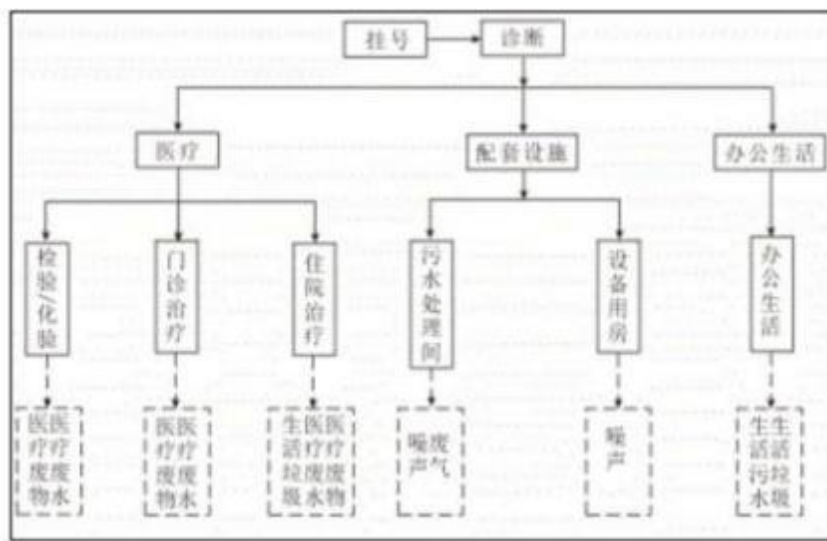 挂号
诊断
医疗
配套设施
办公生活
检验/化验
门诊治疗
住院治疗
污水处理间
设备用房
办公生活
医疗废物
医疗废水
医疗废物
医疗废水
生活垃圾
医疗废水
医疗废物
噪声
废气
噪声
生活污水
生活垃圾